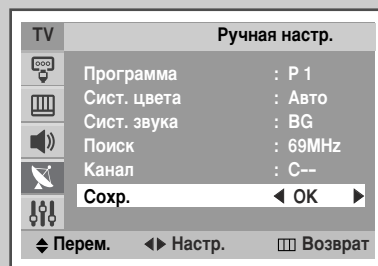 TV Ручная настр.
Программа : P 1
Сист. цвета : Авто
Сист. звука : BG
Поиск : 69MHz
Канал : C--
Сохр. ◀ OK ▶
Перем. Настр. Возврат